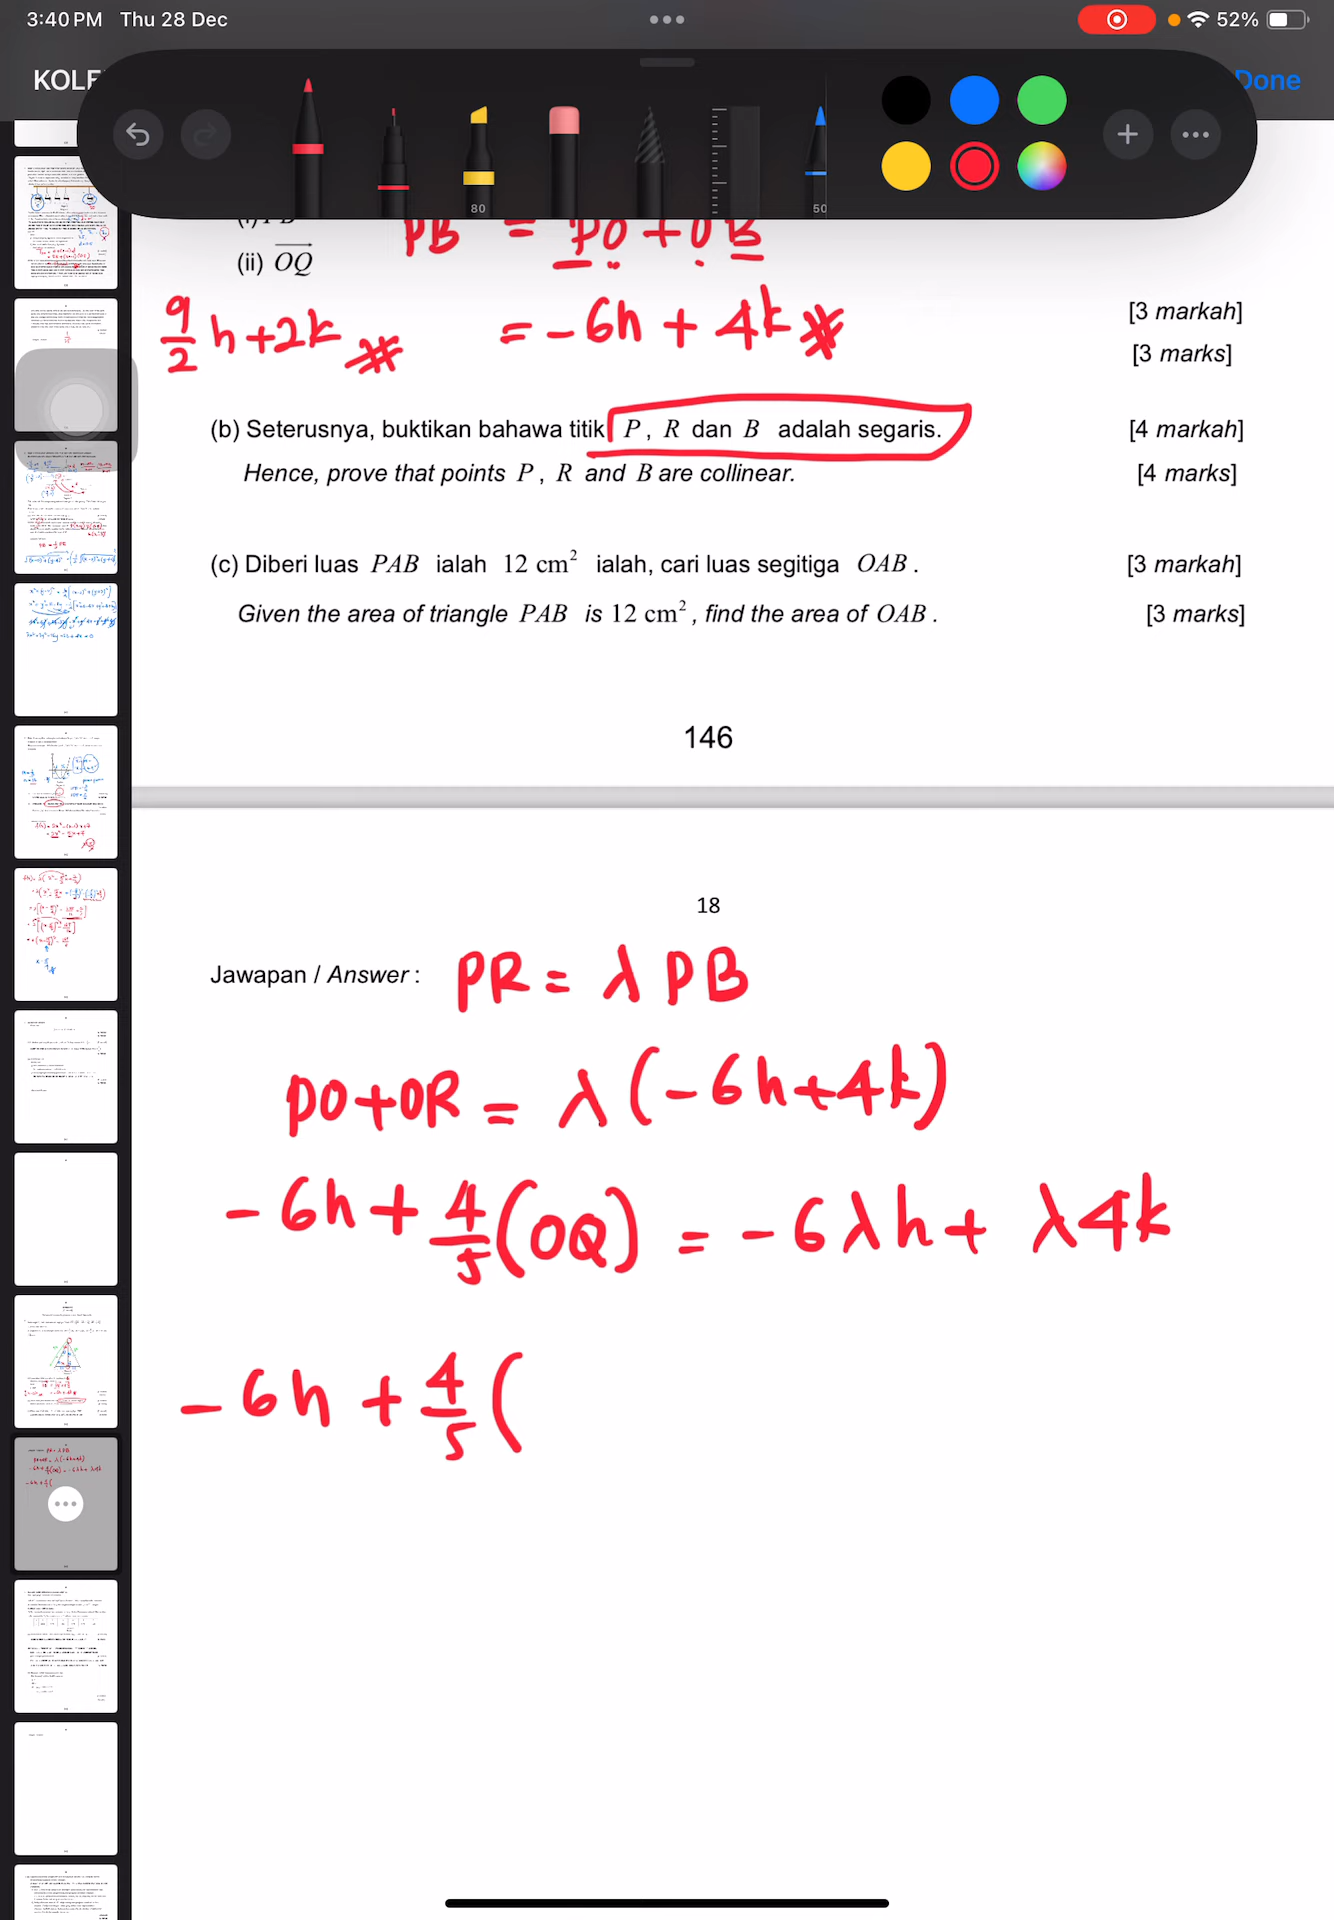 3:40 PM Thu 28 Dec
52%
KOLE
Done
80
50
PB = PO + OB
(ii) OQ
9/2 h + 2k
= -6h + 4k
[3 markah]
[3 marks]
(b) Seterusnya, buktikan bahawa titik P, R dan B adalah segaris. [4 markah]
Hence, prove that points P, R and B are collinear. [4 marks]
(c) Diberi luas PAB ialah 12 cm² ialah, cari luas segitiga OAB. [3 markah]
Given the area of triangle PAB is 12 cm², find the area of OAB. [3 marks]
146
18
Jawapan / Answer : PR = λ PB
PO + OR = λ (-6h + 4k)
-6h + 4/5 (OQ) = -6λh + λ4k
-6h + 4/5 (